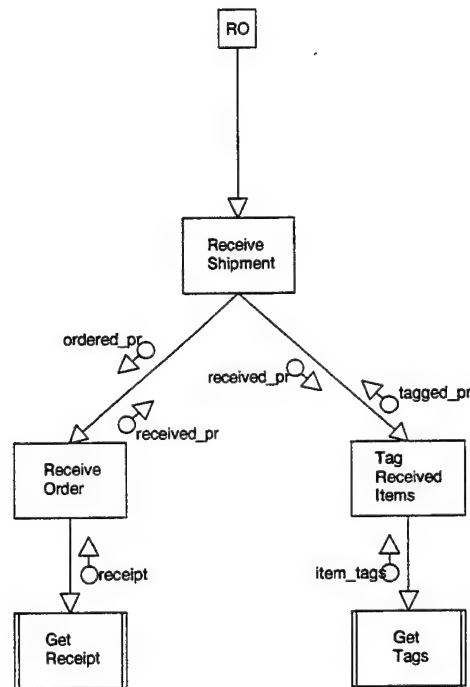 RO
Receive
Shipment
ordered_pr
received_pr
tagged_pr
received_pr
Receive
Order
Tag
Received
Items
receipt
item_tags
Get
Receipt
Get
Tags